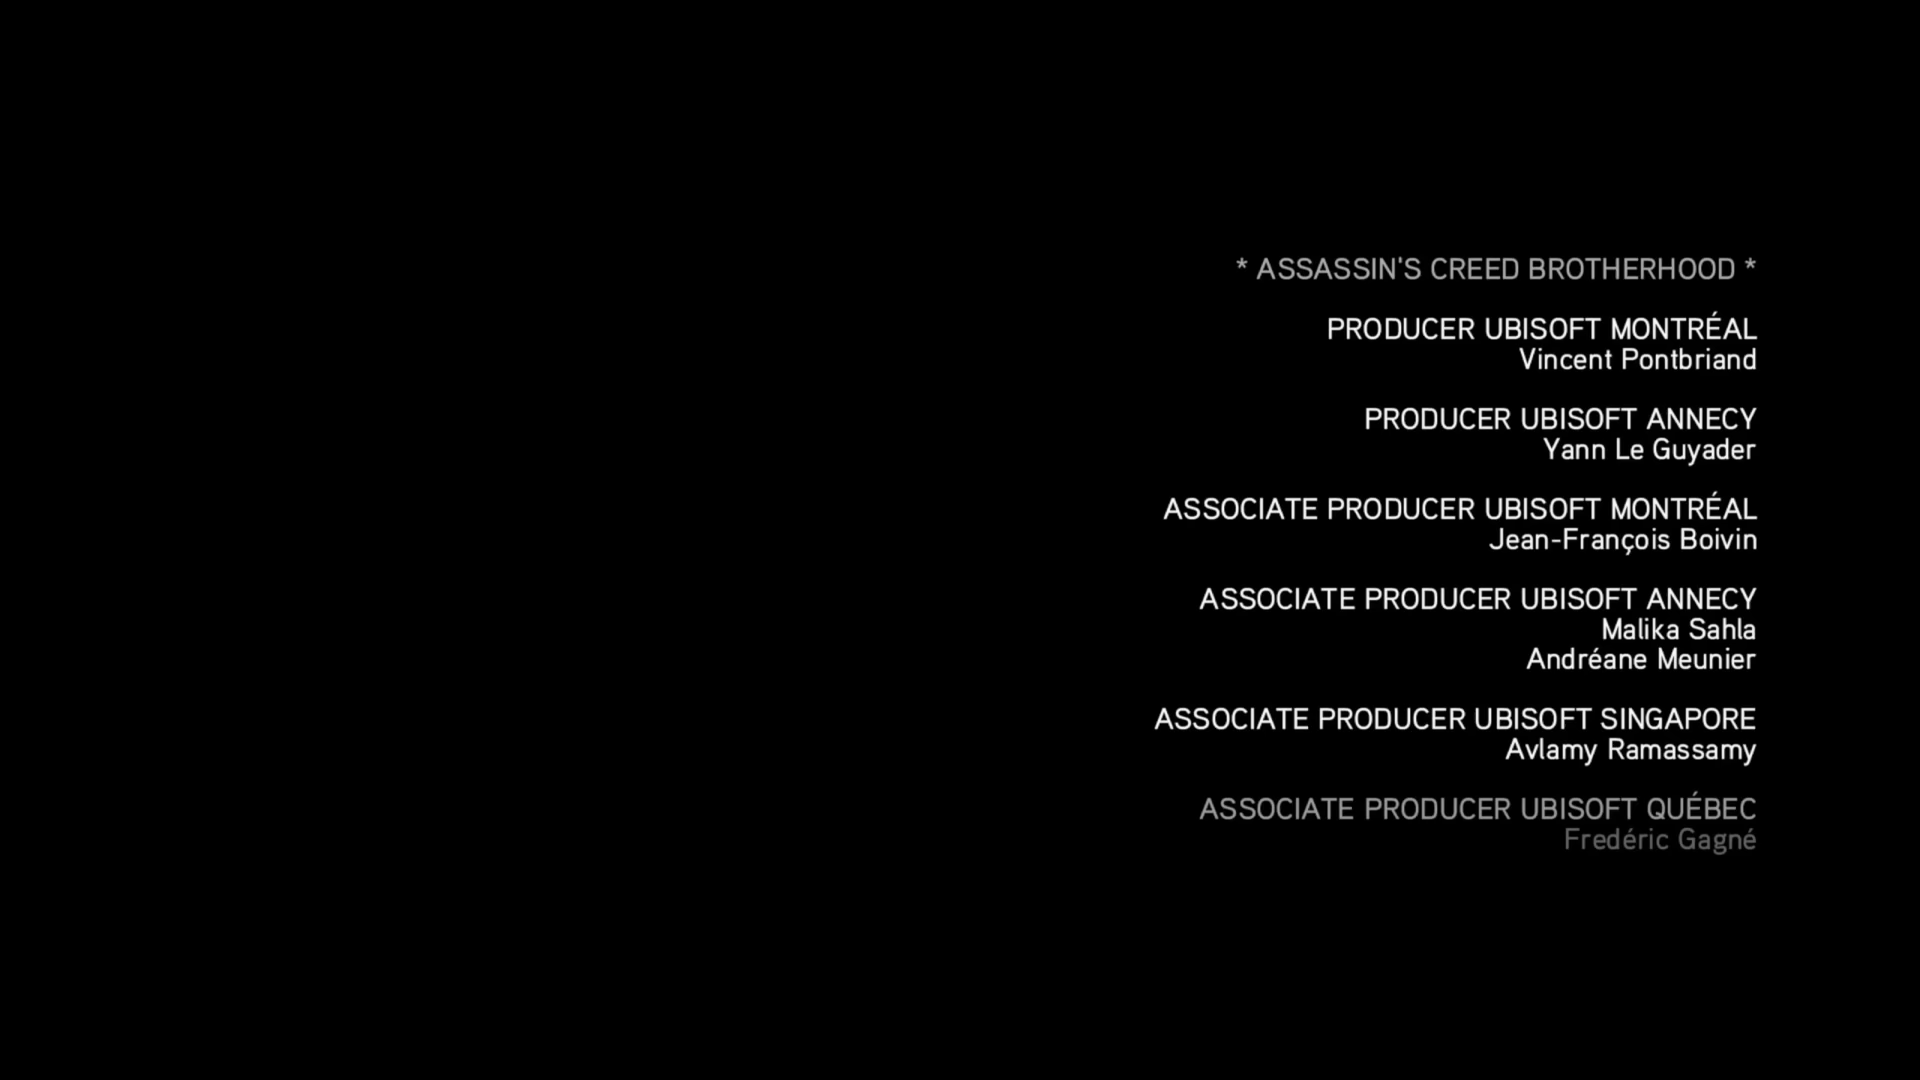 * ASSASSIN'S CREED BROTHERHOOD *
PRODUCER UBISOFT MONTRÉAL
Vincent Pontbriand
PRODUCER UBISOFT ANNECY
Yann Le Guyader
ASSOCIATE PRODUCER UBISOFT MONTRÉAL
Jean-François Boivin
ASSOCIATE PRODUCER UBISOFT ANNECY
Malika Sahla
Andréane Meunier
ASSOCIATE PRODUCER UBISOFT SINGAPORE
Avlamy Ramassamy
ASSOCIATE PRODUCER UBISOFT QUÉBEC
Fredéric Gagné